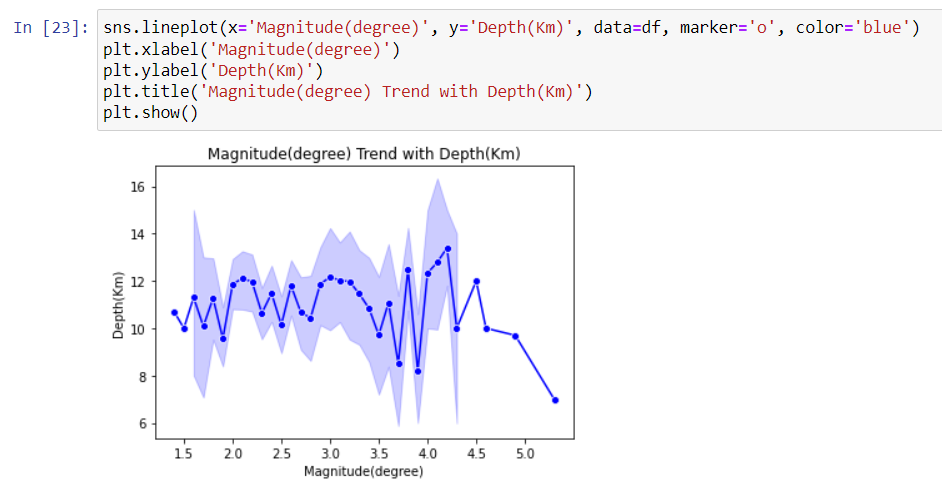 In [23]: sns.lineplot(x='Magnitude(degree)', y='Depth(Km)', data=df, marker='o', color='blue')
plt.xlabel('Magnitude(degree)')
plt.ylabel('Depth(Km)')
plt.title('Magnitude(degree) Trend with Depth(Km)')
plt.show()
Magnitude(degree) Trend with Depth(Km)
16
14
12
10
8
6
Depth(Km)
1.5 2.0 2.5 3.0 3.5 4.0 4.5 5.0
Magnitude(degree)